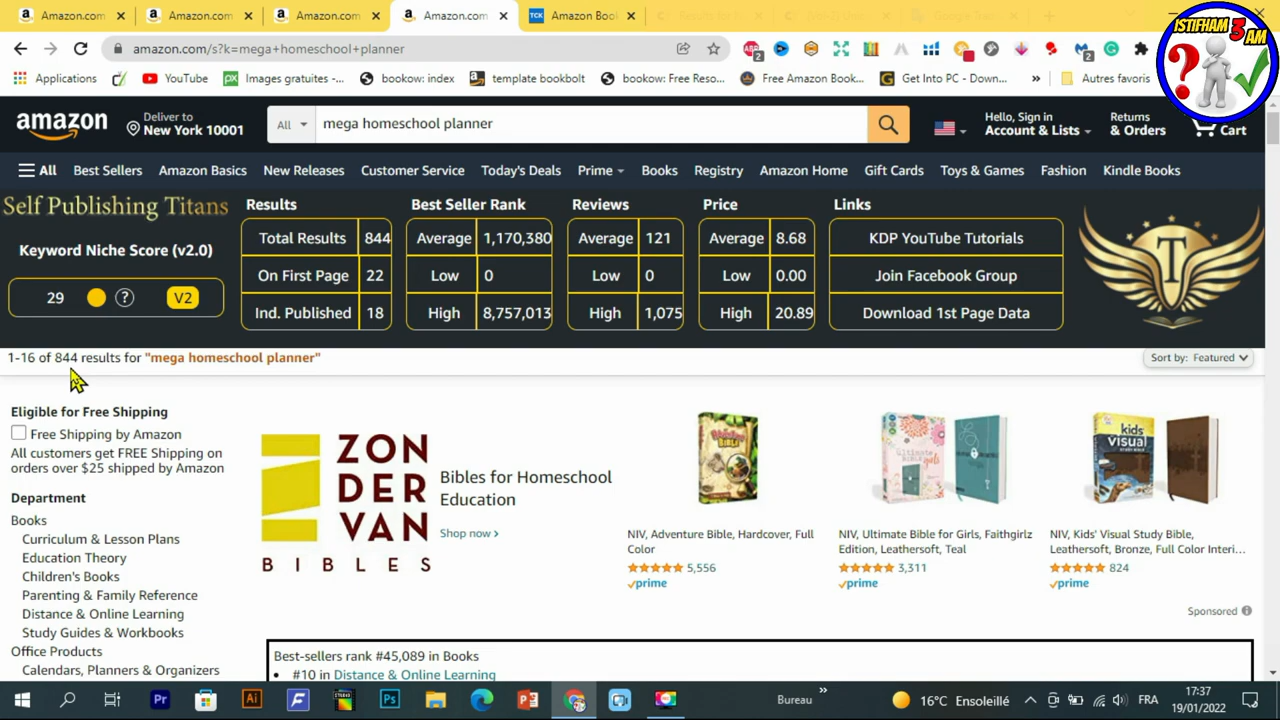 Amazon.com
Amazon.com
Amazon.com
Amazon.com
TCK Amazon Boo
ISTIFHAM 3 AM
amazon.com/s?k=mega+homeschool+planner
Applications
YouTube
Images gratuites -...
bookow: index
template bookbolt
bookow: Free Reso...
Free Amazon Book...
Get Into PC - Down...
»
Autres favoris
amazon
Deliver to
New York 10001
All
mega homeschool planner
Hello, Sign in
Account & Lists
Returns
& Orders
Cart
All
Best Sellers
Amazon Basics
New Releases
Customer Service
Today's Deals
Prime
Books
Registry
Amazon Home
Gift Cards
Toys & Games
Fashion
Kindle Books
Self Publishing Titans
Keyword Niche Score (v2.0)
29 ? V2
Results
Total Results 844
On First Page 22
Ind. Published 18
Best Seller Rank
Average 1,170,380
Low 0
High 8,757,013
Reviews
Average 121
Low 0
High 1,075
Price
Average 8.68
Low 0.00
High 20.89
Links
KDP YouTube Tutorials
Join Facebook Group
Download 1st Page Data
T
1-16 of 844 results for "mega homeschool planner"
Sort by: Featured
Eligible for Free Shipping
Free Shipping by Amazon
All customers get FREE Shipping on
orders over $25 shipped by Amazon
Department
Books
Curriculum & Lesson Plans
Education Theory
Children's Books
Parenting & Family Reference
Distance & Online Learning
Study Guides & Workbooks
Office Products
Calendars, Planners & Organizers
ZON
DER
VAN
BIBLES
Bibles for Homeschool
Education
Shop now ›
NIV, Adventure Bible, Hardcover, Full
Color
5,556
prime
NIV, Ultimate Bible for Girls, Faithgirlz
Edition, Leathersoft, Teal
3,311
prime
kids'
Visual
NIV, Kids' Visual Study Bible,
Leathersoft, Bronze, Full Color Interi...
824
prime
Sponsored
Best-sellers rank #45,089 in Books
• #10 in Distance & Online Learning
Pr
Ai
Ps
Bureau
»
16°C Ensoleillé
FRA
17:37
19/01/2022